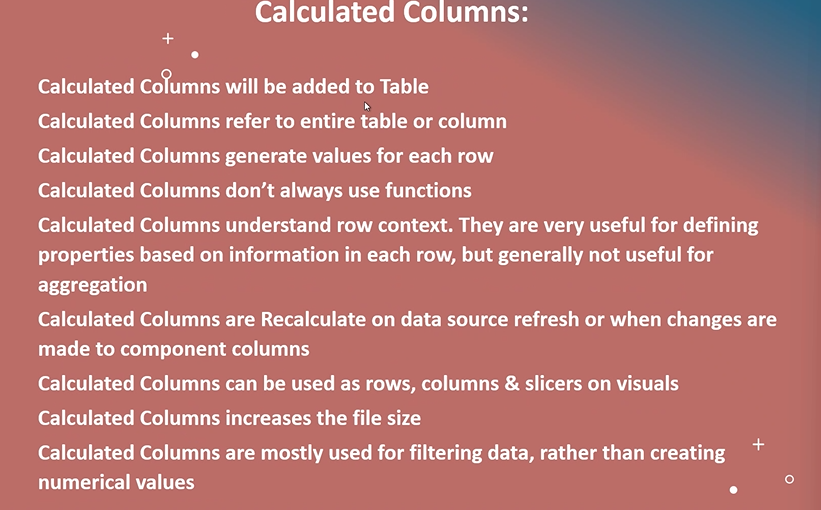 Calculated Columns:
Calculated Columns will be added to Table
Calculated Columns refer to entire table or column
Calculated Columns generate values for each row
Calculated Columns don't always use functions
Calculated Columns understand row context. They are very useful for defining
properties based on information in each row, but generally not useful for
aggregation
Calculated Columns are Recalculate on data source refresh or when changes are
made to component columns
Calculated Columns can be used as rows, columns & slicers on visuals
Calculated Columns increases the file size
Calculated Columns are mostly used for filtering data, rather than creating
numerical values